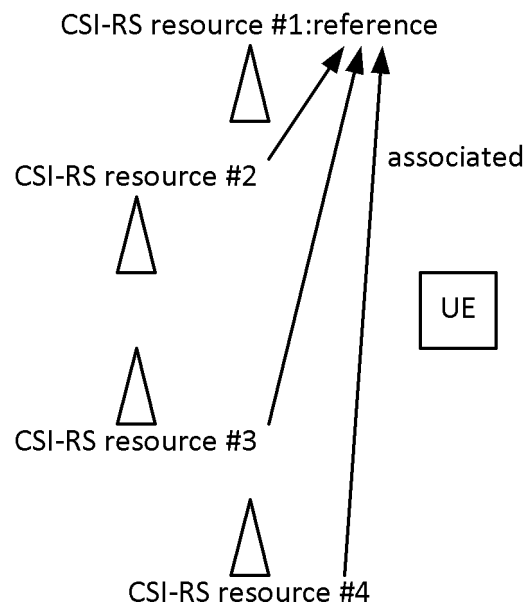 CSI-RS resource #1:reference
associated
CSI-RS resource #2
UE
CSI-RS resource #3
CSI-RS resource #4